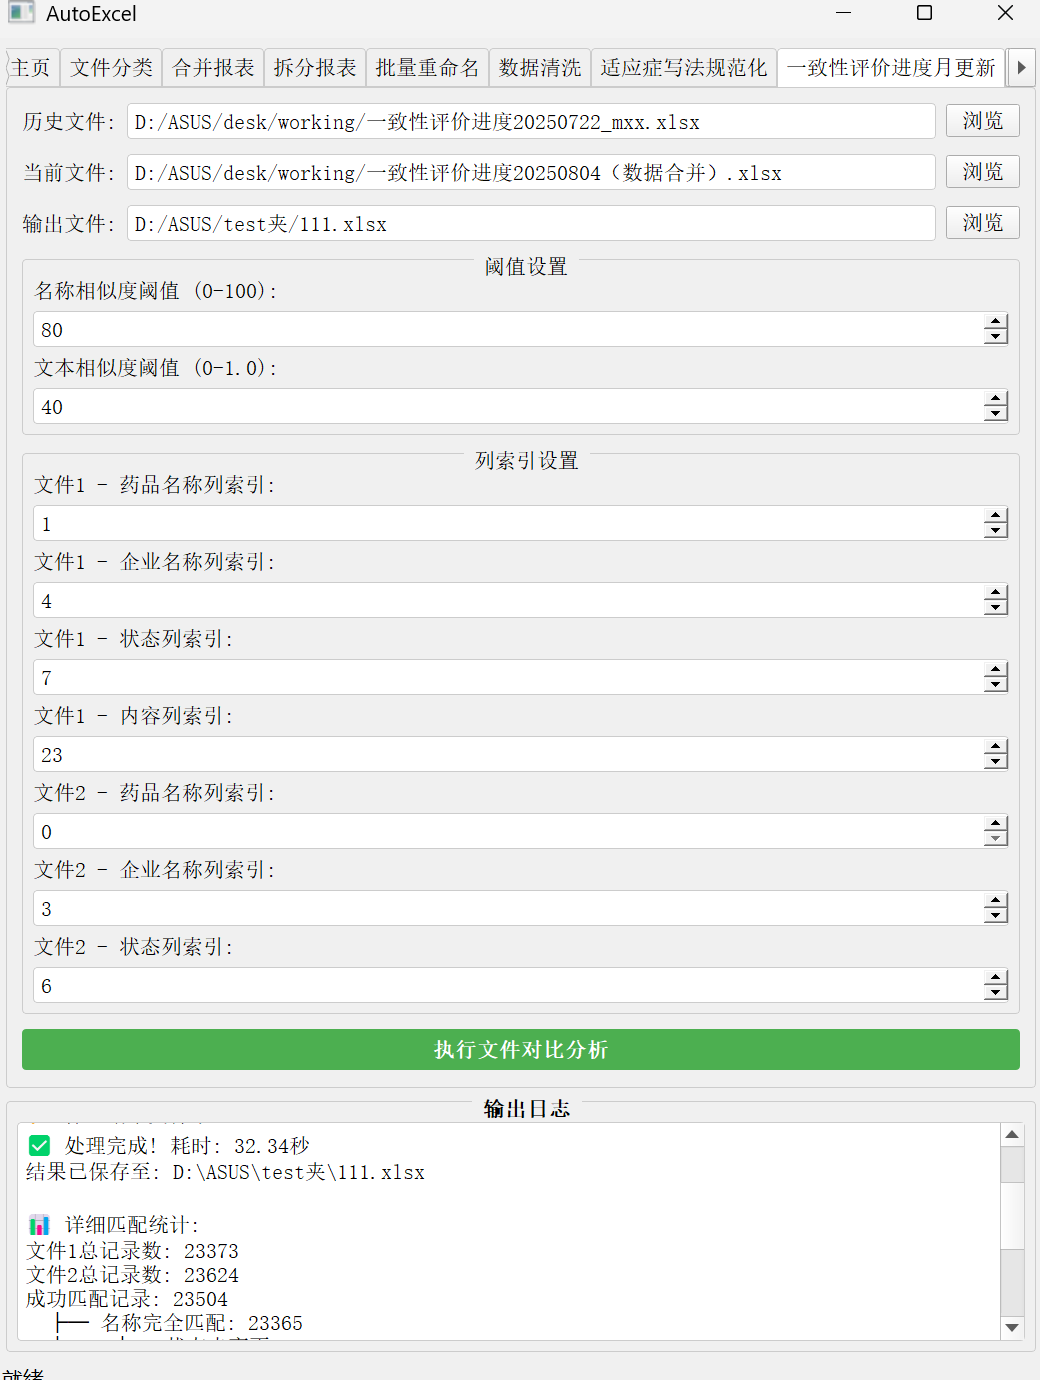 AutoExcel
主页 文件分类 合并报表 拆分报表 批量重命名 数据清洗 适应症写法规范化 一致性评价进度月更新
历史文件: D:/ASUS/desk/working/一致性评价进度20250722_mxx.xlsx 浏览
当前文件: D:/ASUS/desk/working/一致性评价进度20250804（数据合并）.xlsx 浏览
输出文件: D:/ASUS/test夹/111.xlsx 浏览
阈值设置
名称相似度阈值 (0-100):
80
文本相似度阈值 (0-1.0):
40
列索引设置
文件1 - 药品名称列索引:
1
文件1 - 企业名称列索引:
4
文件1 - 状态列索引:
7
文件1 - 内容列索引:
23
文件2 - 药品名称列索引:
0
文件2 - 企业名称列索引:
3
文件2 - 状态列索引:
6
执行文件对比分析
输出日志
✅ 处理完成! 耗时: 32.34秒
结果已保存至: D:\ASUS\test夹\111.xlsx
📊 详细匹配统计:
文件1总记录数: 23373
文件2总记录数: 23624
成功匹配记录: 23504
├── 名称完全匹配: 23365
就绪